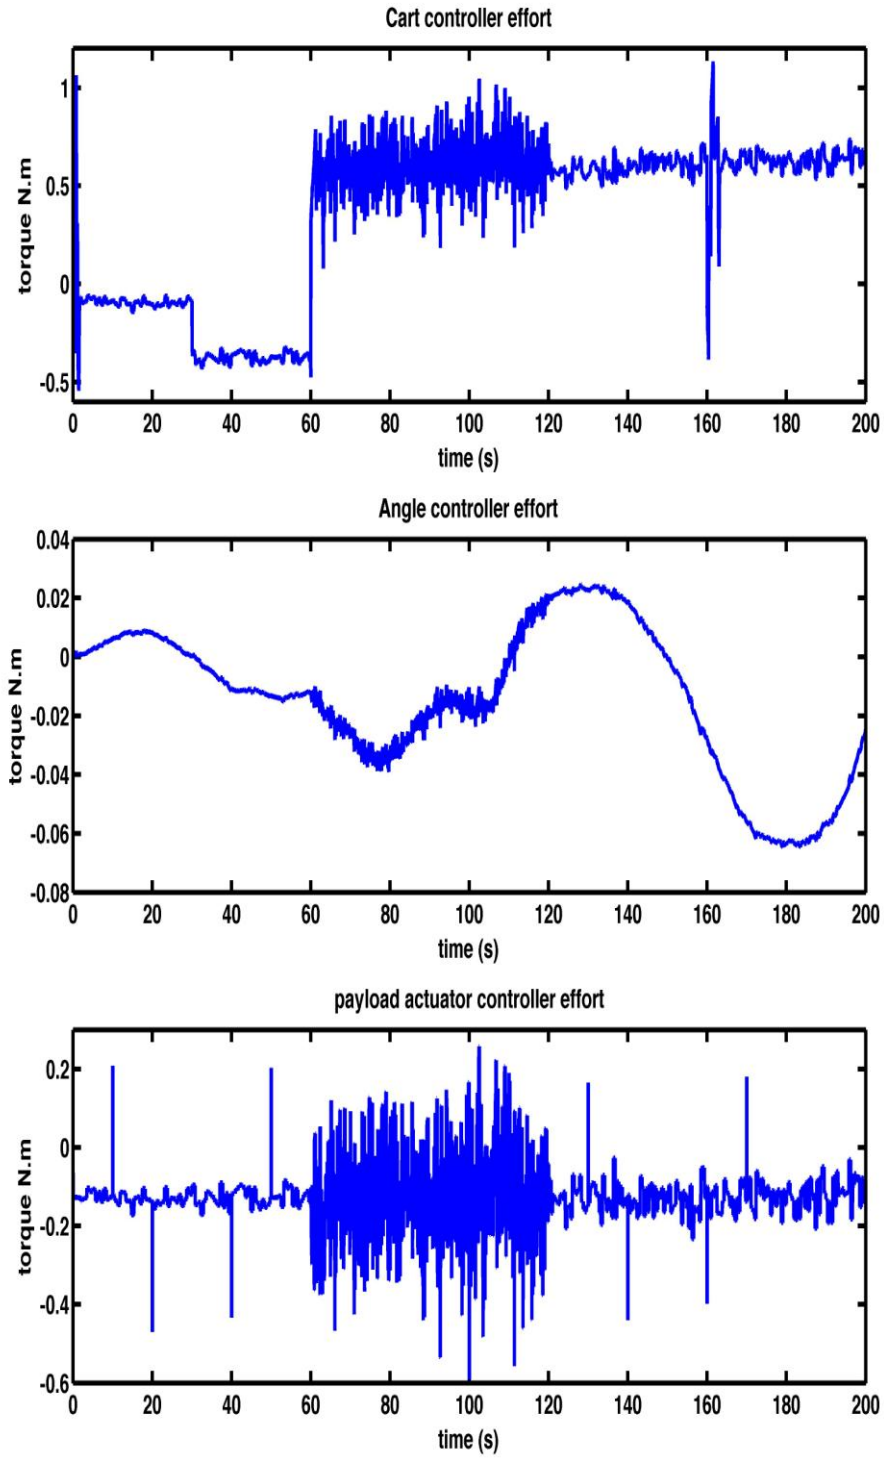 Cart controller effort
1
0.5
0
-0.5
torque N.m
0 20 40 60 80 100 120 140 160 180 200
time (s)
Angle controller effort
0.04
0.02
0
-0.02
-0.04
-0.06
-0.08
torque N.m
0 20 40 60 80 100 120 140 160 180 200
time (s)
payload actuator controller effort
0.2
0
-0.2
-0.4
-0.6
torque N.m
0 20 40 60 80 100 120 140 160 180 200
time (s)